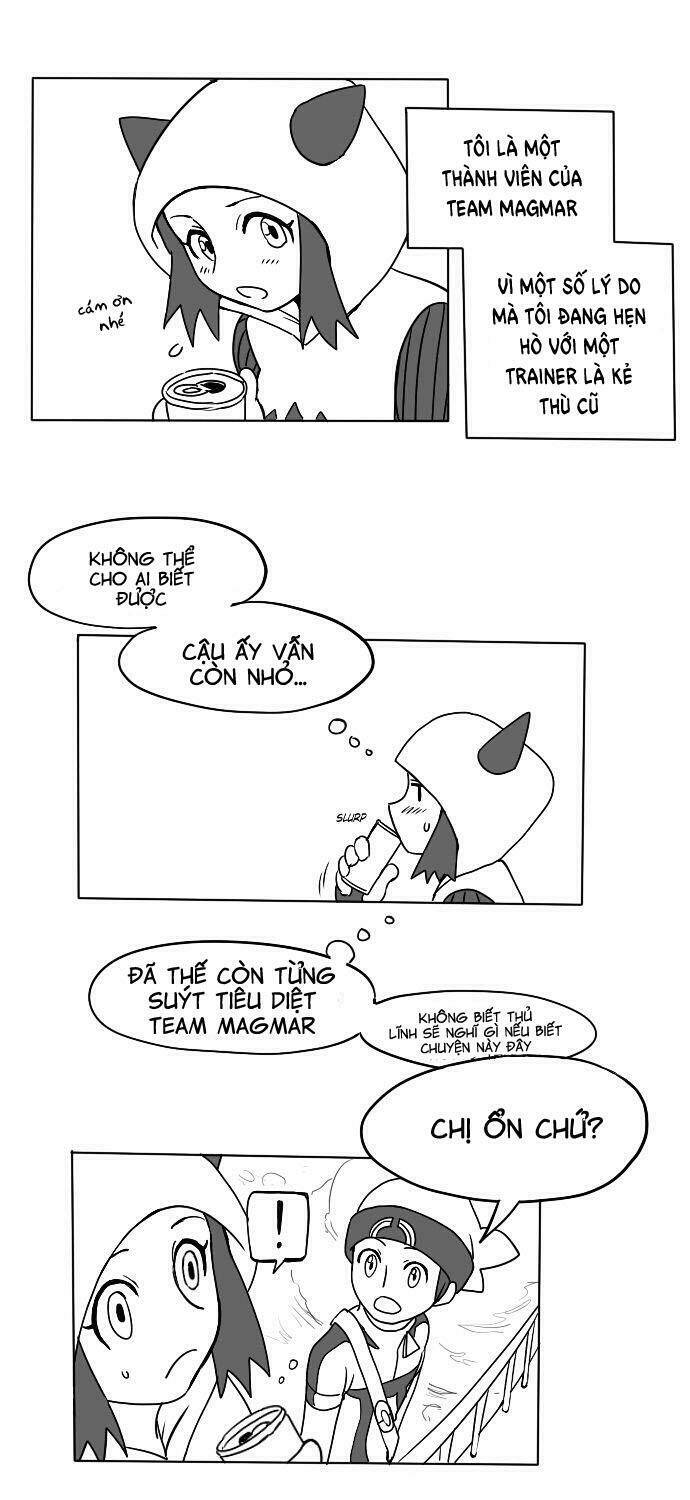 TÔI LÀ MỘT
THÀNH VIÊN CỦA
TEAM MAGMAR
VÌ MỘT SỐ LÝ DO
MÀ TÔI ĐANG HẸN
HÒ VỚI MỘT
TRAINER LÀ KẺ
THÙ CŨ
cám ơn
nhé
KHÔNG THỂ
CHO AI BIẾT
ĐƯỢC
CẬU ẤY VẪN
CÒN NHỎ...
SLURP
ĐÃ THẾ CÒN TỪNG
SUÝT TIÊU DIỆT
TEAM MAGMAR
KHÔNG BIẾT THỦ
LĨNH SẼ NGHĨ GÌ NẾU BIẾT
CHUYỆN NÀY ĐÂY
CHỊ ỔN CHỨ?
!